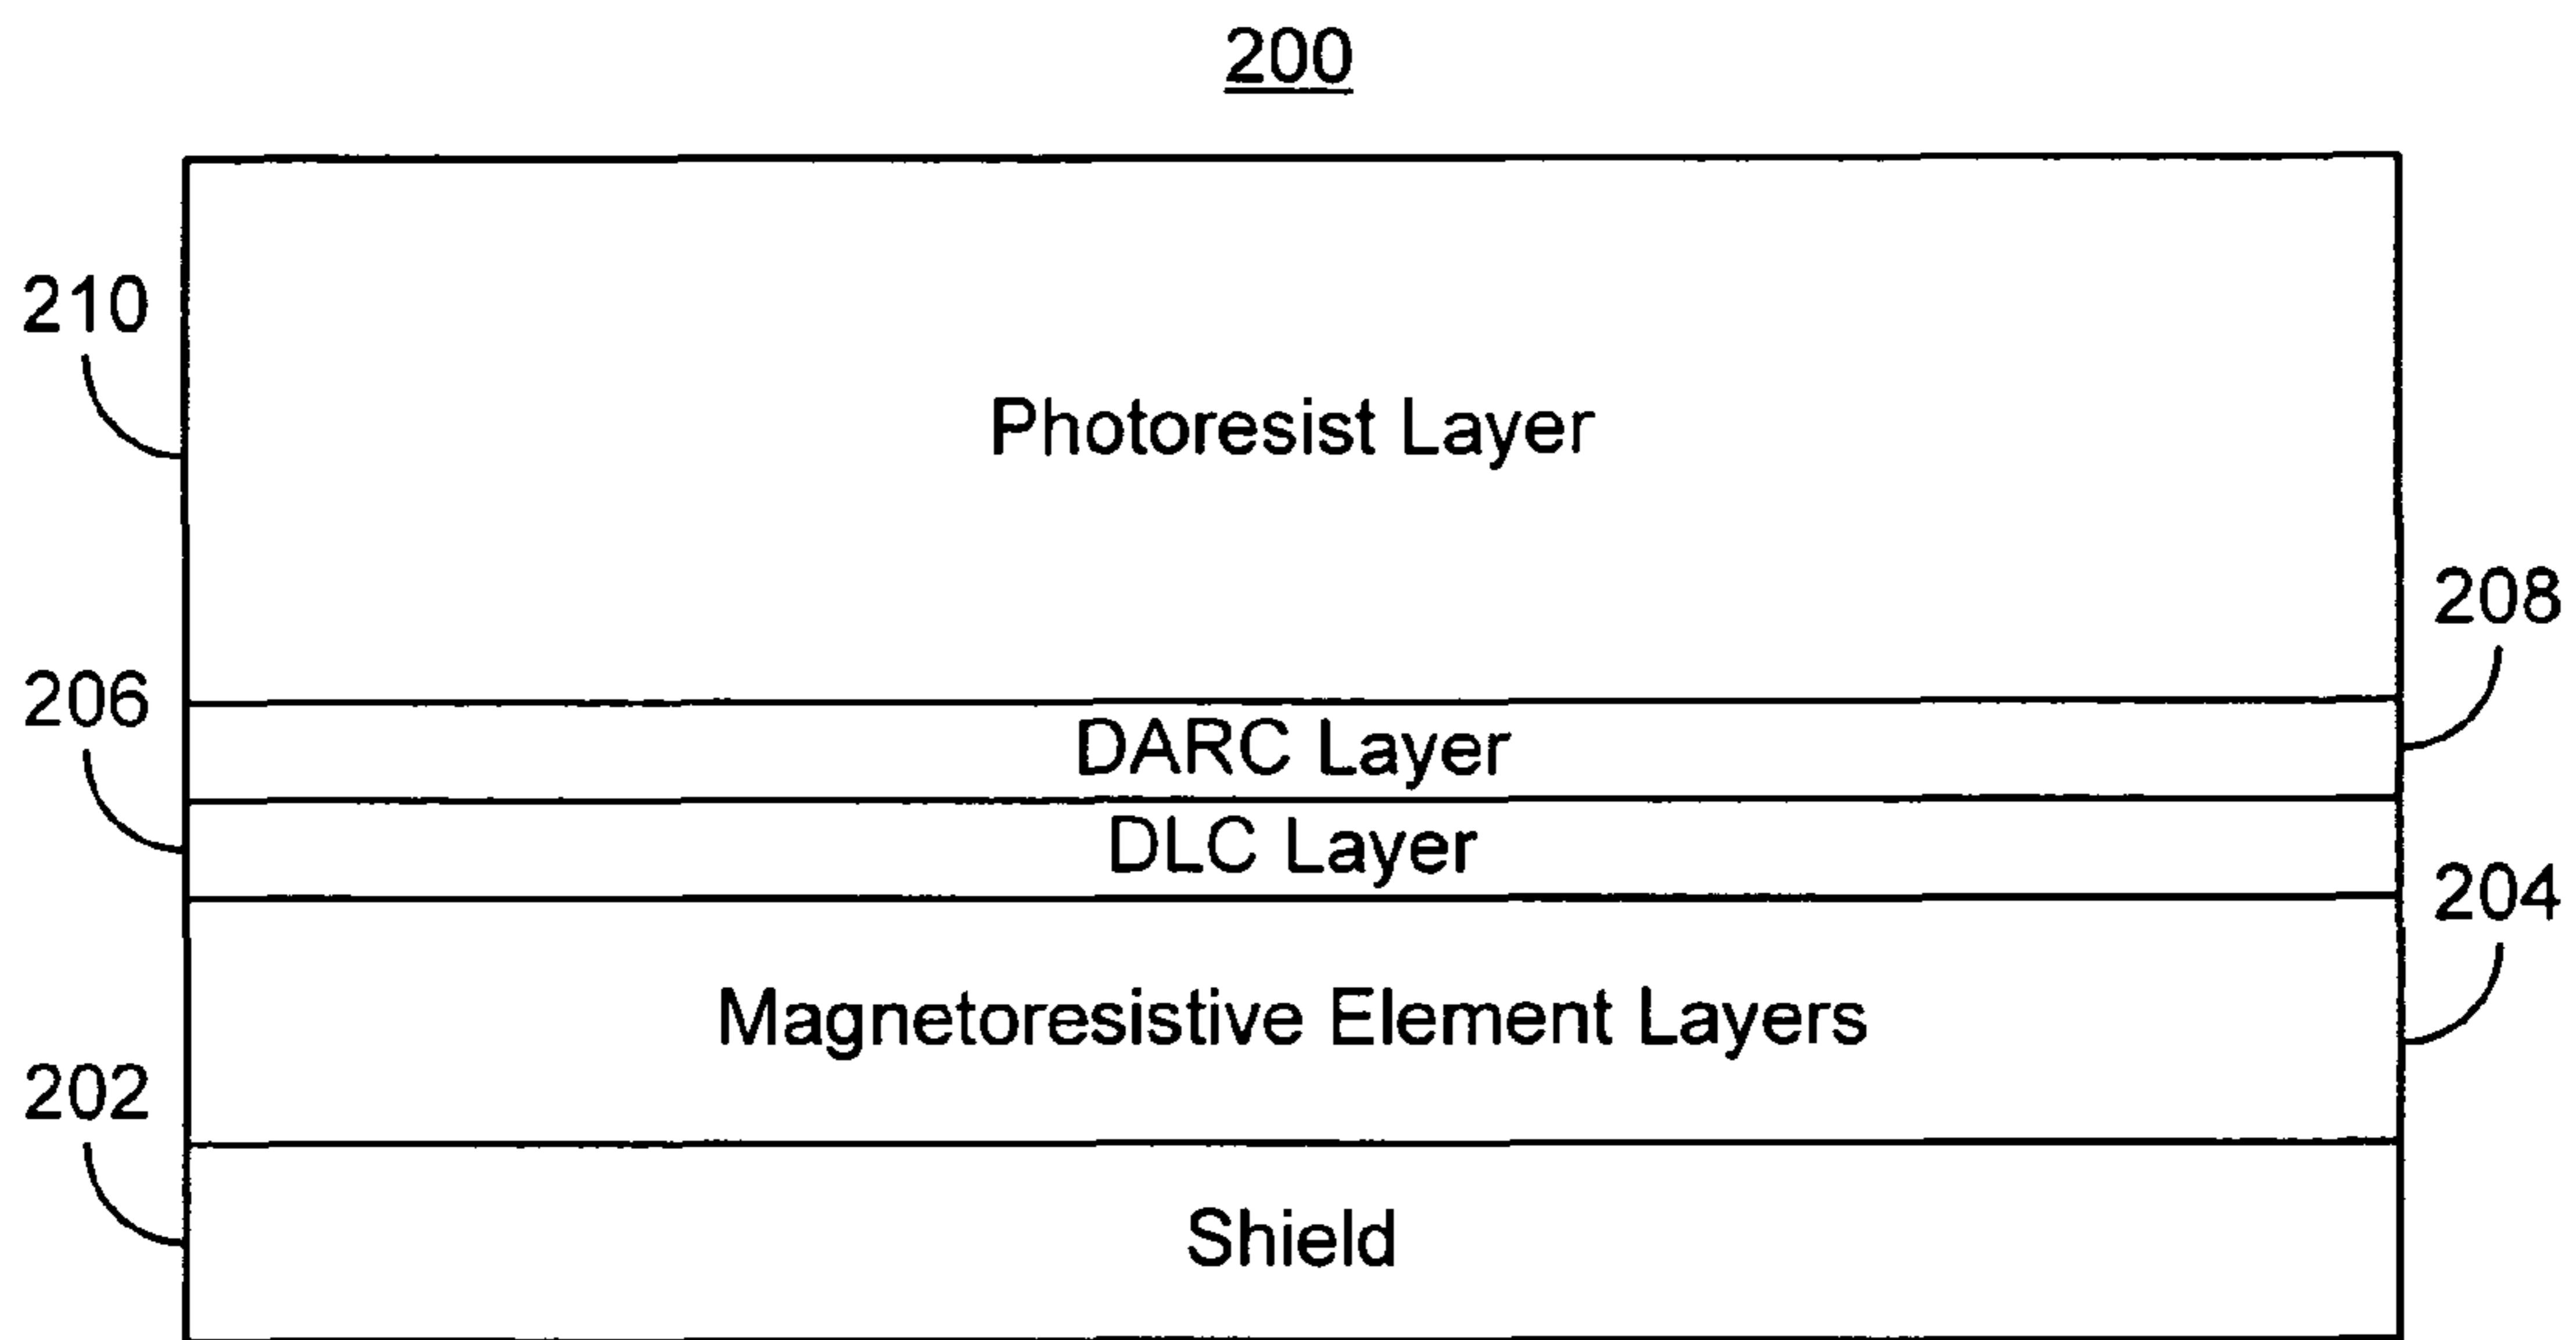 200
210
Photoresist Layer
208
206
DARC Layer
DLC Layer
204
Magnetoresistive Element Layers
202
Shield